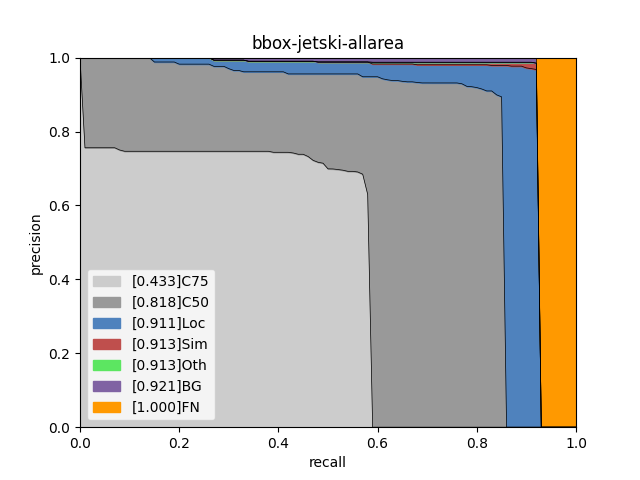 bbox-jetski-allarea
1.0
0.8
0.6
0.4
0.2
0.0
precision
[0.433]C75
[0.818]C50
[0.911]Loc
[0.913]Sim
[0.913]Oth
[0.921]BG
[1.000]FN
0.0 0.2 0.4 0.6 0.8 1.0
recall